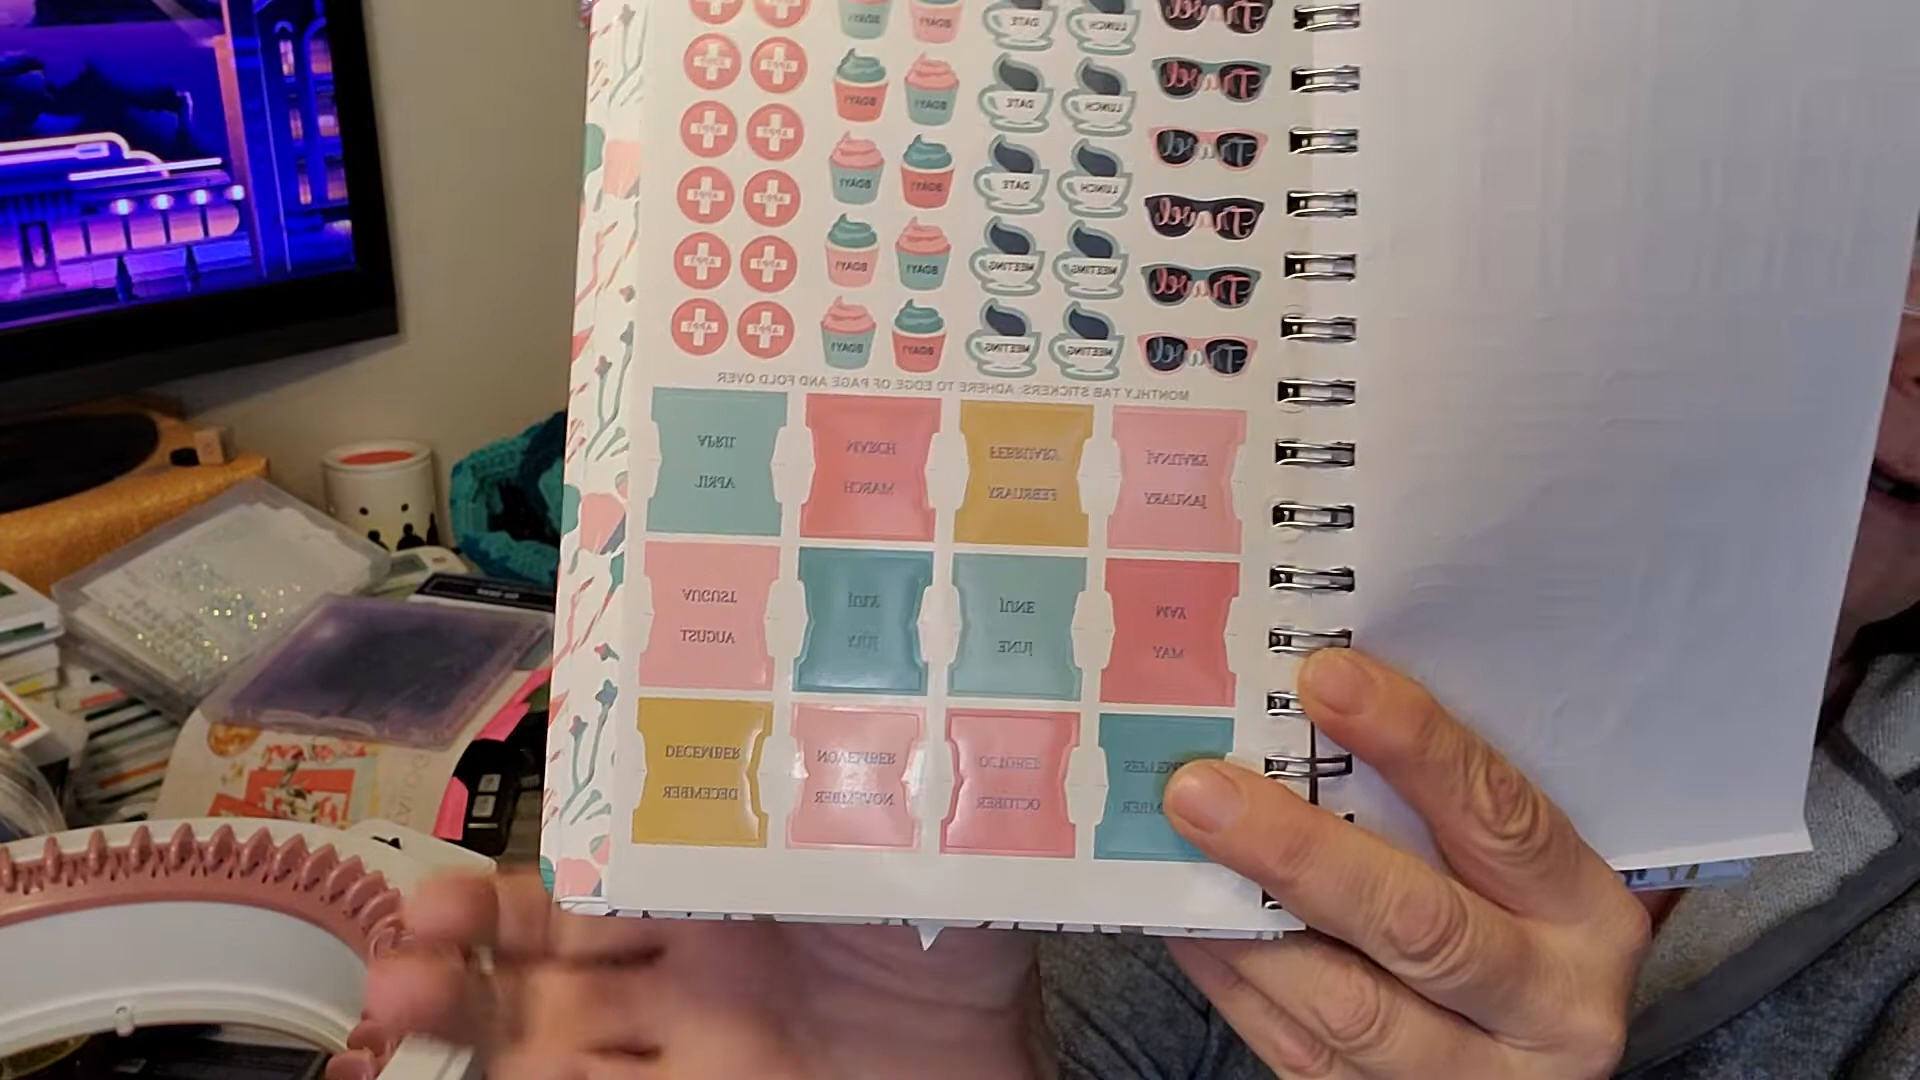 Travel LUNCH DATE BDAY! BDAY!
Travel LUNCH DATE BDAY! BDAY! APPT APPT
Travel LUNCH DATE BDAY! BDAY! APPT APPT
Travel MEETING MEETING BDAY! BDAY! APPT APPT
Travel MEETING MEETING BDAY! BDAY! APPT APPT
Travel APPT APPT
MONTHLY TAB STICKERS: ADHERE TO EDGE OF PAGE AND FOLD OVER
JANUARY FEBRUARY MARCH APRIL
JANUARY FEBRUARY MARCH APRIL
MAY JUNE JULY AUGUST
MAY JUNE JULY AUGUST
OCTOBER NOVEMBER DECEMBER
OCTOBER NOVEMBER DECEMBER